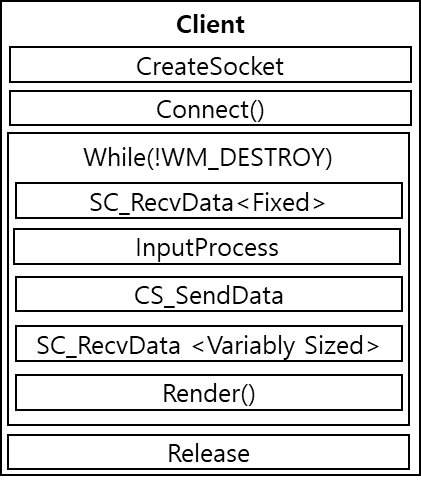 Client
CreateSocket
Connect()
While(!WM_DESTROY)
SC_RecvData<Fixed>
InputProcess
CS_SendData
SC_RecvData <Variably Sized>
Render()
Release